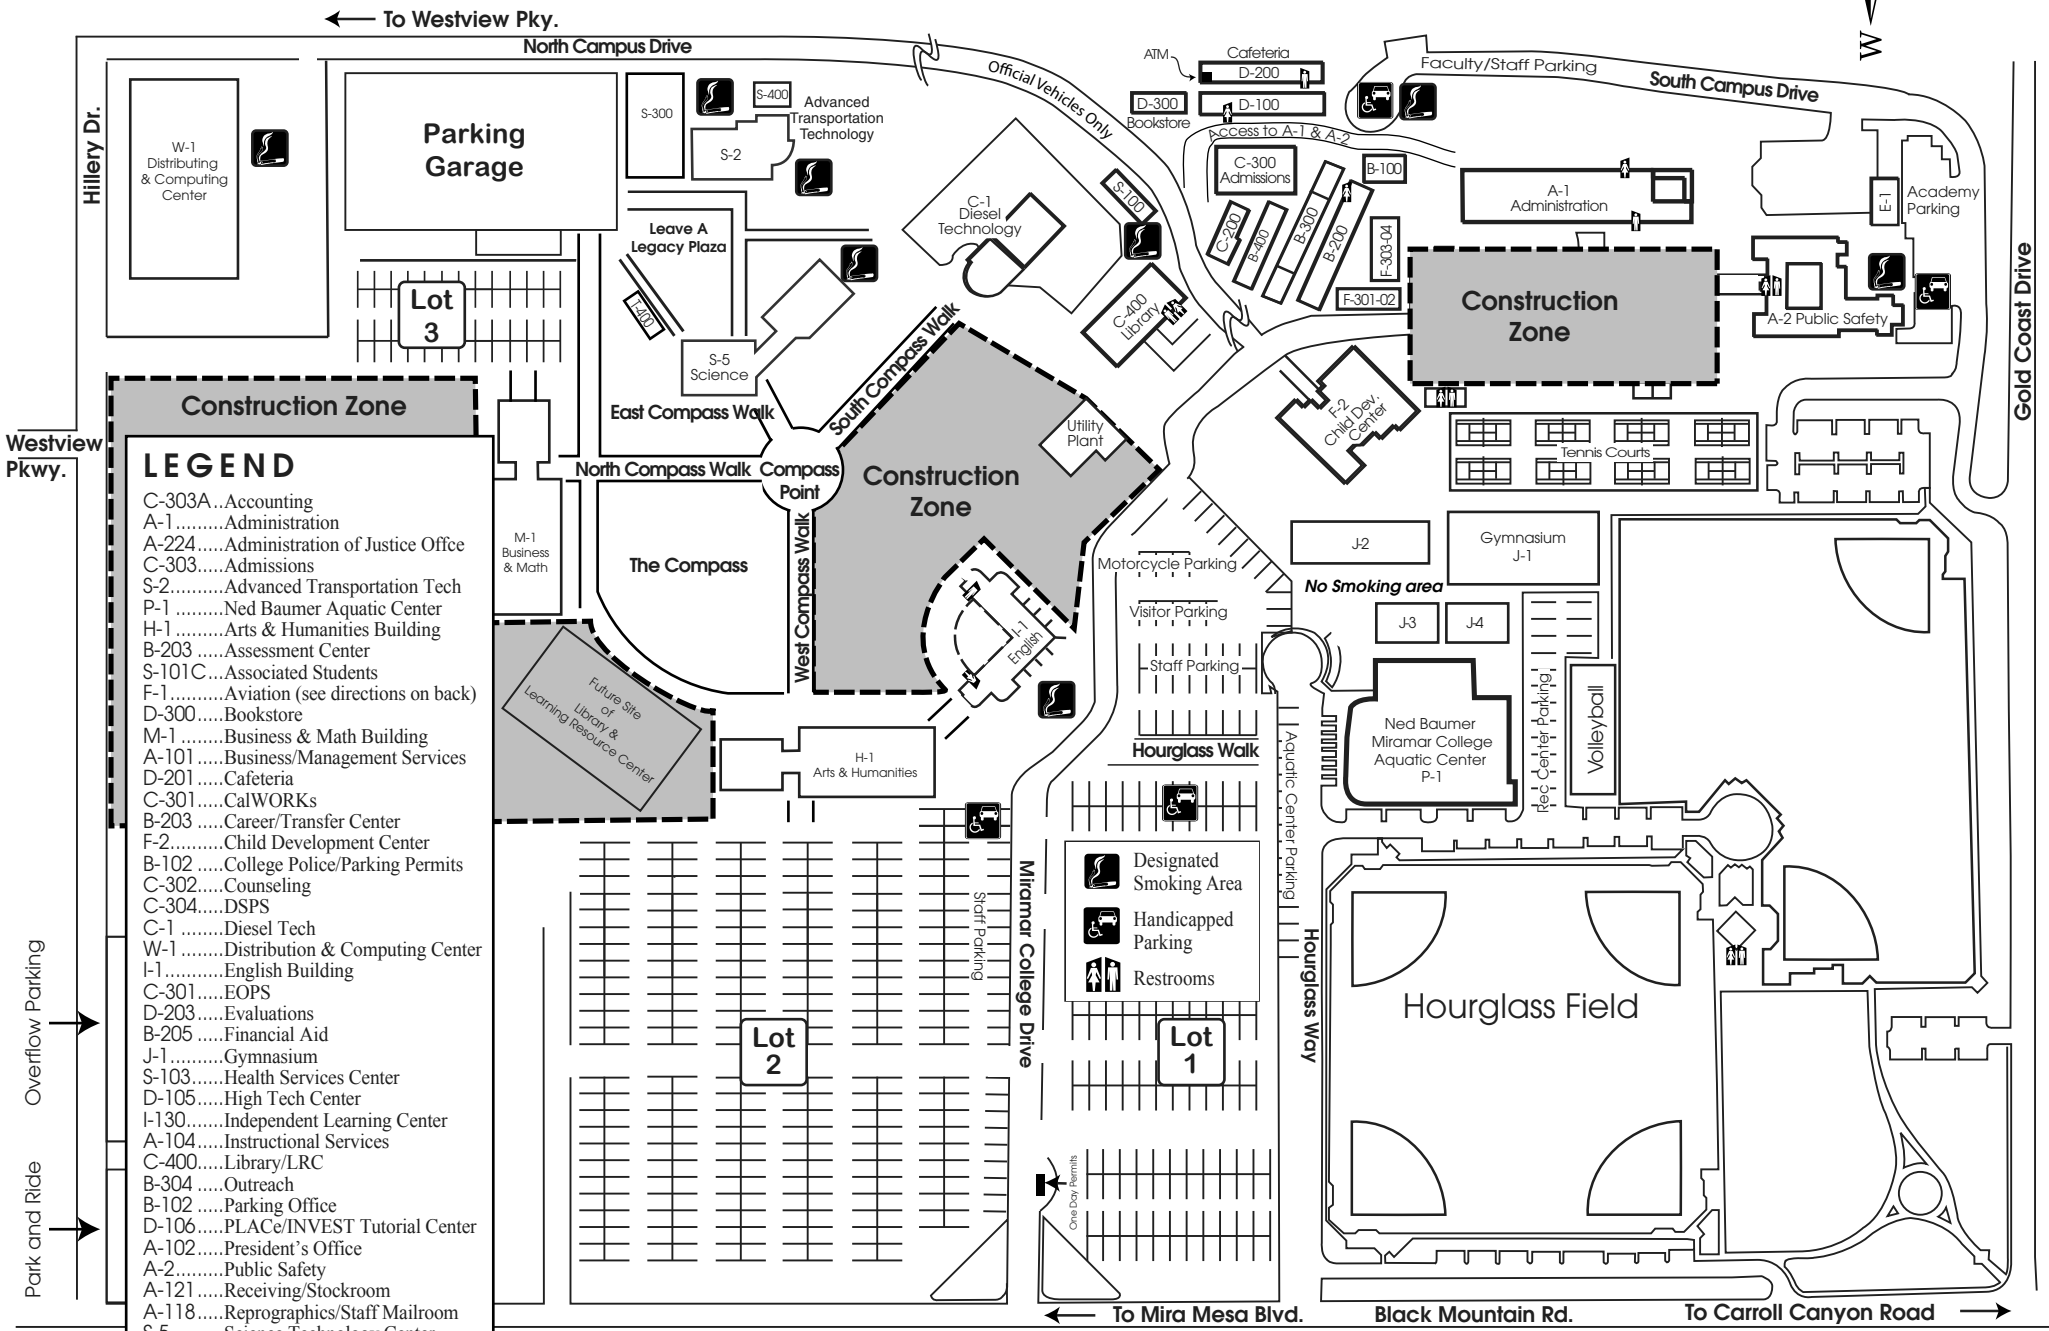 To Westview Pky.
North Campus Drive
Official Vehicles Only
Hillery Dr.
W-1
Distributing
& Computing
Center
Parking
Garage
S-300
S-400
Advanced
Transportation
Technology
S-2
Leave A
Legacy Plaza
T-400
Lot
3
S-5
Science
C-1
Diesel
Technology
S-100
ATM
Cafeteria
D-200
D-300
Bookstore
D-100
Access to A-1 & A-2
C-300
Admissions
B-100
C-200
B-400
B-300
B-200
F-303-04
F-301-02
C-400
Library
Faculty/Staff Parking
South Campus Drive
W
A-1
Administration
E-1
Academy
Parking
Construction
Zone
A-2 Public Safety
Gold Coast Drive
F-2
Child Dev.
Center
Tennis Courts
Construction Zone
Westview
Pkwy.
East Compass Walk
South Compass Walk
North Compass Walk
Compass
Point
West Compass Walk
The Compass
M-1
Business
& Math
Construction
Zone
Utility
Plant
I-1
English
Future Site
of
Library &
Learning Resource Center
H-1
Arts & Humanities
Motorcycle Parking
Visitor Parking
Staff Parking
Hourglass Walk
J-2
Gymnasium
J-1
No Smoking area
J-3
J-4
Ned Baumer
Miramar College
Aquatic Center
P-1
Rec Center Parking
Volleyball
Aquatic Center Parking
Hourglass Way
Miramar College Drive
Staff Parking
Designated
Smoking Area
Handicapped
Parking
Restrooms
Lot
2
Lot
1
Hourglass Field
One Day Permits
Overflow Parking
Park and Ride
To Mira Mesa Blvd.
Black Mountain Rd.
To Carroll Canyon Road
LEGEND
C-303A..Accounting
A-1.........Administration
A-224.....Administration of Justice Offce
C-303.....Admissions
S-2..........Advanced Transportation Tech
P-1 .........Ned Baumer Aquatic Center
H-1 .........Arts & Humanities Building
B-203 .....Assessment Center
S-101C...Associated Students
F-1..........Aviation (see directions on back)
D-300.....Bookstore
M-1 ........Business & Math Building
A-101.....Business/Management Services
D-201.....Cafeteria
C-301.....CalWORKs
B-203 .....Career/Transfer Center
F-2..........Child Development Center
B-102 .....College Police/Parking Permits
C-302.....Counseling
C-304.....DSPS
C-1 ........Diesel Tech
W-1 ........Distribution & Computing Center
I-1...........English Building
C-301.....EOPS
D-203.....Evaluations
B-205 .....Financial Aid
J-1..........Gymnasium
S-103......Health Services Center
D-105.....High Tech Center
I-130.......Independent Learning Center
A-104.....Instructional Services
C-400.....Library/LRC
B-304 .....Outreach
B-102 .....Parking Office
D-106.....PLACe/INVEST Tutorial Center
A-102.....President's Office
A-2.........Public Safety
A-121.....Receiving/Stockroom
A-118.....Reprographics/Staff Mailroom